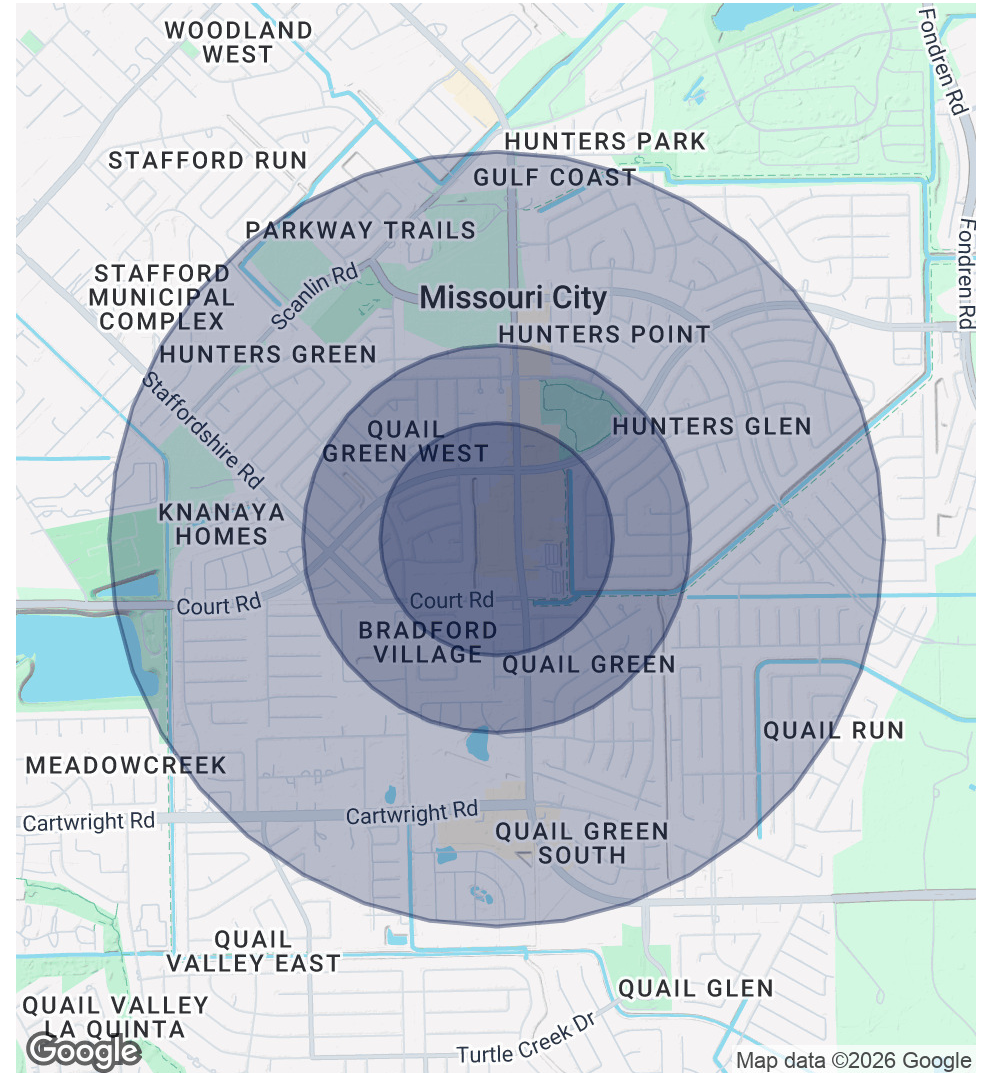 WOODLAND
WEST
Fondren Rd
HUNTERS PARK
STAFFORD RUN
GULF COAST
PARKWAY TRAILS
Fondren Rd
STAFFORD
MUNICIPAL
COMPLEX
Scanlin Rd
Missouri City
HUNTERS POINT
HUNTERS GREEN
Staffordshire Rd
QUAIL
GREEN WEST
HUNTERS GLEN
KNANAYA
HOMES
Court Rd
Court Rd
BRADFORD
VILLAGE
QUAIL GREEN
QUAIL RUN
MEADOWCREEK
Cartwright Rd
Cartwright Rd
QUAIL GREEN
SOUTH
QUAIL
VALLEY EAST
QUAIL GLEN
QUAIL VALLEY
LA QUINTA
Turtle Creek Dr
Google
Map data ©2026 Google